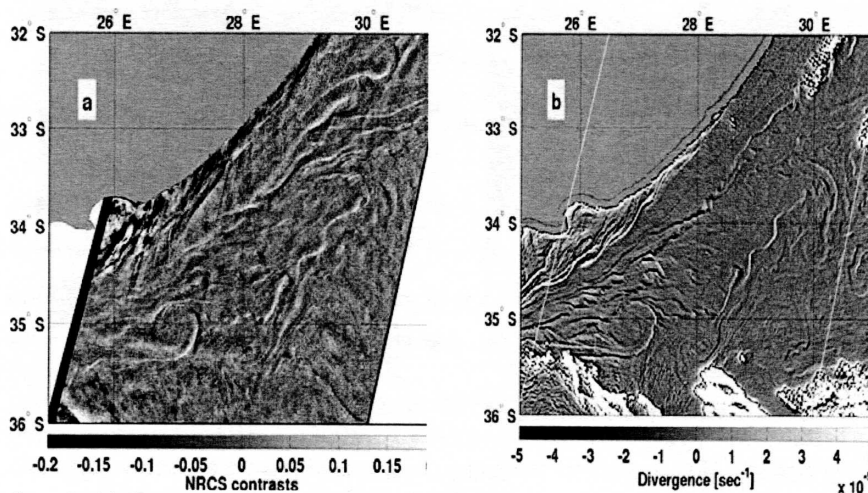 26° E 28° E 30° E
32° S
a
33° S
34° S
35° S
36° S
-0.2 -0.15 -0.1 -0.05 0 0.05 0.1 0.15
NRCS contrasts
26° E 28° E 30° E
32° S
b
33° S
34° S
35° S
36° S
-5 -4 -3 -2 -1 0 1 2 3 4
Divergence [sec⁻¹]
x 10